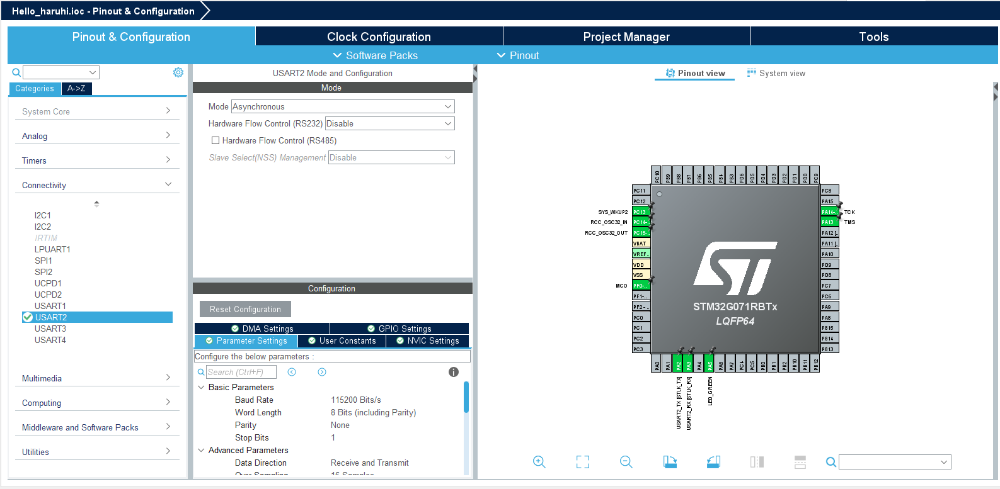 Hello_haruhi.ioc - Pinout & Configuration
Pinout & Configuration
Clock Configuration
Project Manager
Tools
Software Packs
Pinout
Categories
A->Z
System Core
Analog
Timers
Connectivity
I2C1
I2C2
IRTIM
LPUART1
SPI1
SPI2
UCPD1
UCPD2
USART1
USART2
USART3
USART4
Multimedia
Computing
Middleware and Software Packs
Utilities
USART2 Mode and Configuration
Mode
Mode Asynchronous
Hardware Flow Control (RS232) Disable
Hardware Flow Control (RS485)
Slave Select(NSS) Management Disable
Configuration
Reset Configuration
DMA Settings
GPIO Settings
Parameter Settings
User Constants
NVIC Settings
Configure the below parameters :
Search (Ctrl+F)
Basic Parameters
Baud Rate 115200 Bits/s
Word Length 8 Bits (including Parity)
Parity None
Stop Bits 1
Advanced Parameters
Data Direction Receive and Transmit
Over Sampling 16 Samples
Pinout view
System view
PC10 PB9 PB8 PB7 PB6 PB5 PB4 PB3 PD6 PD5 PD4 PD3 PD2 PD1 PD0 PC9
PC11
PC12
SYS_WKUP2 PC13
RCC_OSC32_IN PC14-..
RCC_OSC32_OUT PC15-..
VBAT
VREF..
VDD
VSS
MCO PF0-..
PF1-..
PF2-..
PC0
PC1
PC2
PC3
ST
STM32G071RBTx
LQFP64
PC8
PA15
PA14-.. TCK
PA13 TMS
PA12 [..
PA11 [..
PA10
PD9
PD8
PC7
PC6
PA9
PA8
PB15
PB14
PB13
PA0 PA1 PA2 PA3 PA4 PA5 PA6 PA7 PC4 PC5 PB0 PB1 PB2 PB10 PB11 PB12
USART2_TX [STLK_TX]
USART2_RX [STLK_RX]
LED_GREEN